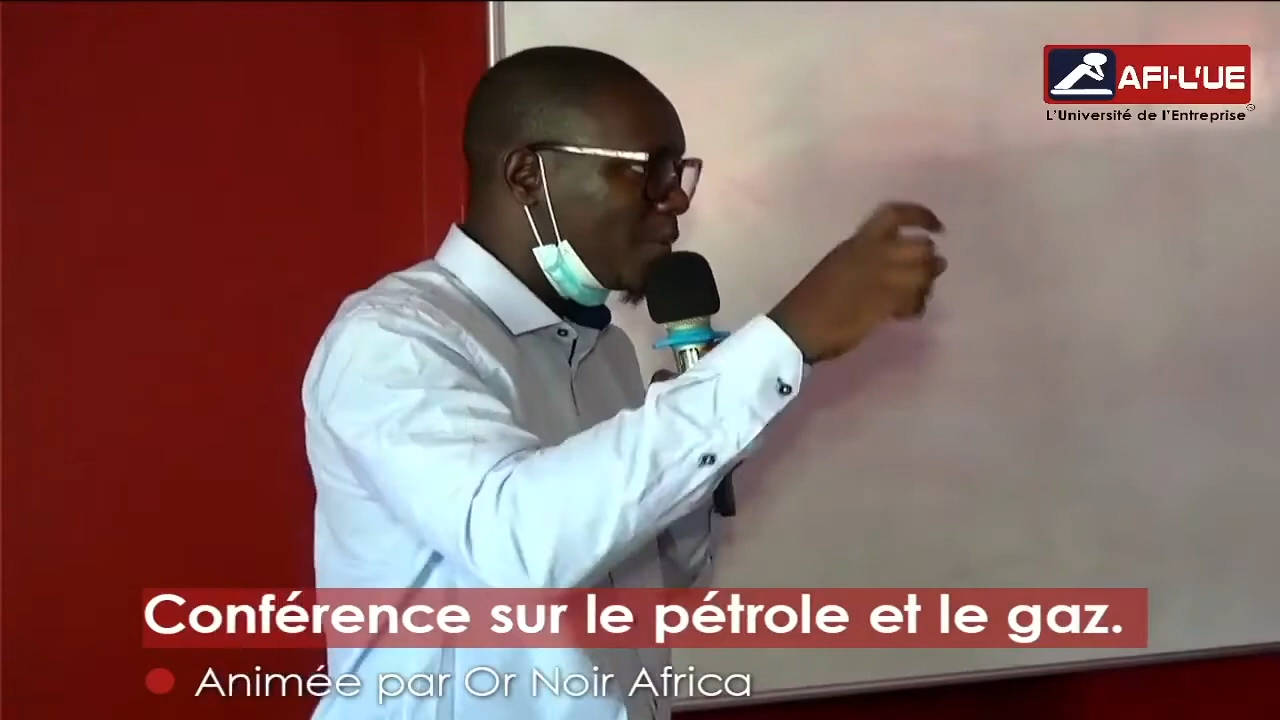 AFI-L'UE
L'Université de l'Entreprise®
Conférence sur le pétrole et le gaz.
Animée par Or Noir Africa